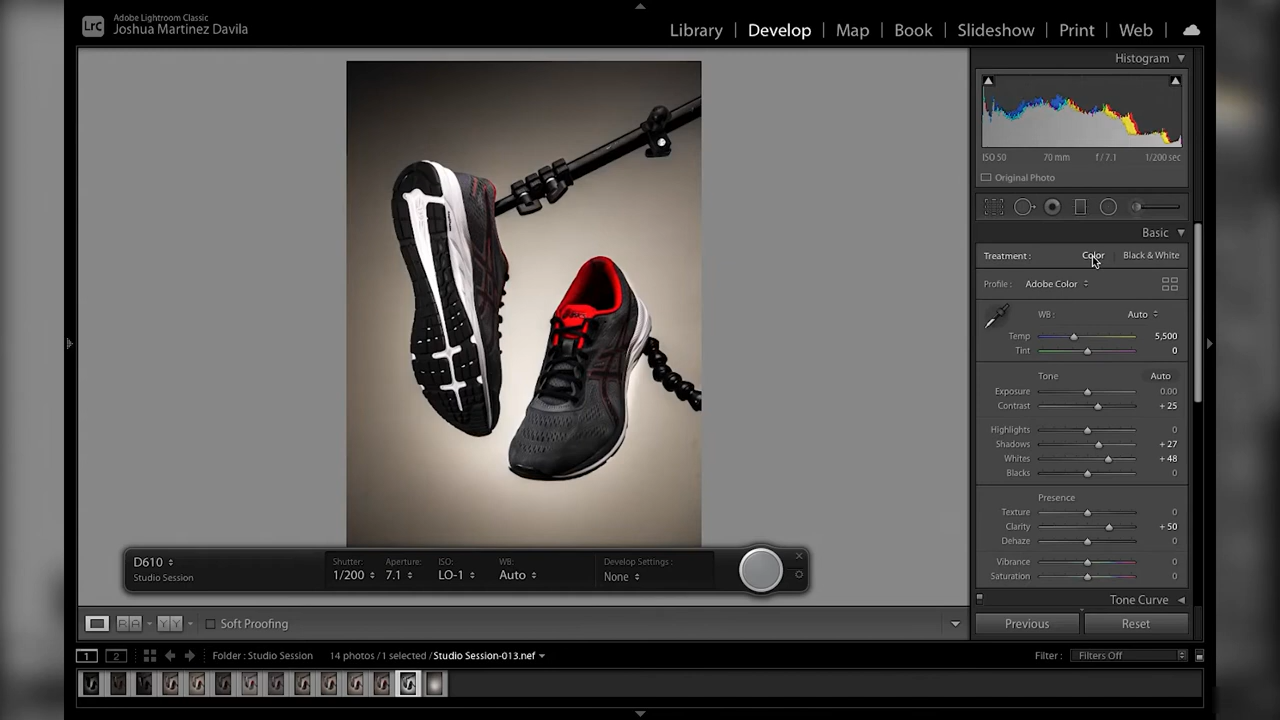 Lrc
Adobe Lightroom Classic
Joshua Martinez Davila
Library | Develop | Map | Book | Slideshow | Print | Web
Histogram
ISO 50 70 mm f / 7.1 1/200 sec
Original Photo
Basic
Treatment : Color Black & White
Profile : Adobe Color
WB : Auto
Temp 5,500
Tint 0
Tone Auto
Exposure 0.00
Contrast + 25
Highlights 0
Shadows + 27
Whites + 48
Blacks 0
Presence
Texture 0
Clarity + 50
Dehaze 0
Vibrance 0
Saturation 0
Tone Curve
Previous Reset
D610
Studio Session
Shutter: Aperture: ISO: WB: Develop Settings :
1/200 7.1 LO-1 Auto None
R A Y Y Soft Proofing
1 2 Folder : Studio Session 14 photos / 1 selected / Studio Session-013.nef Filter : Filters Off